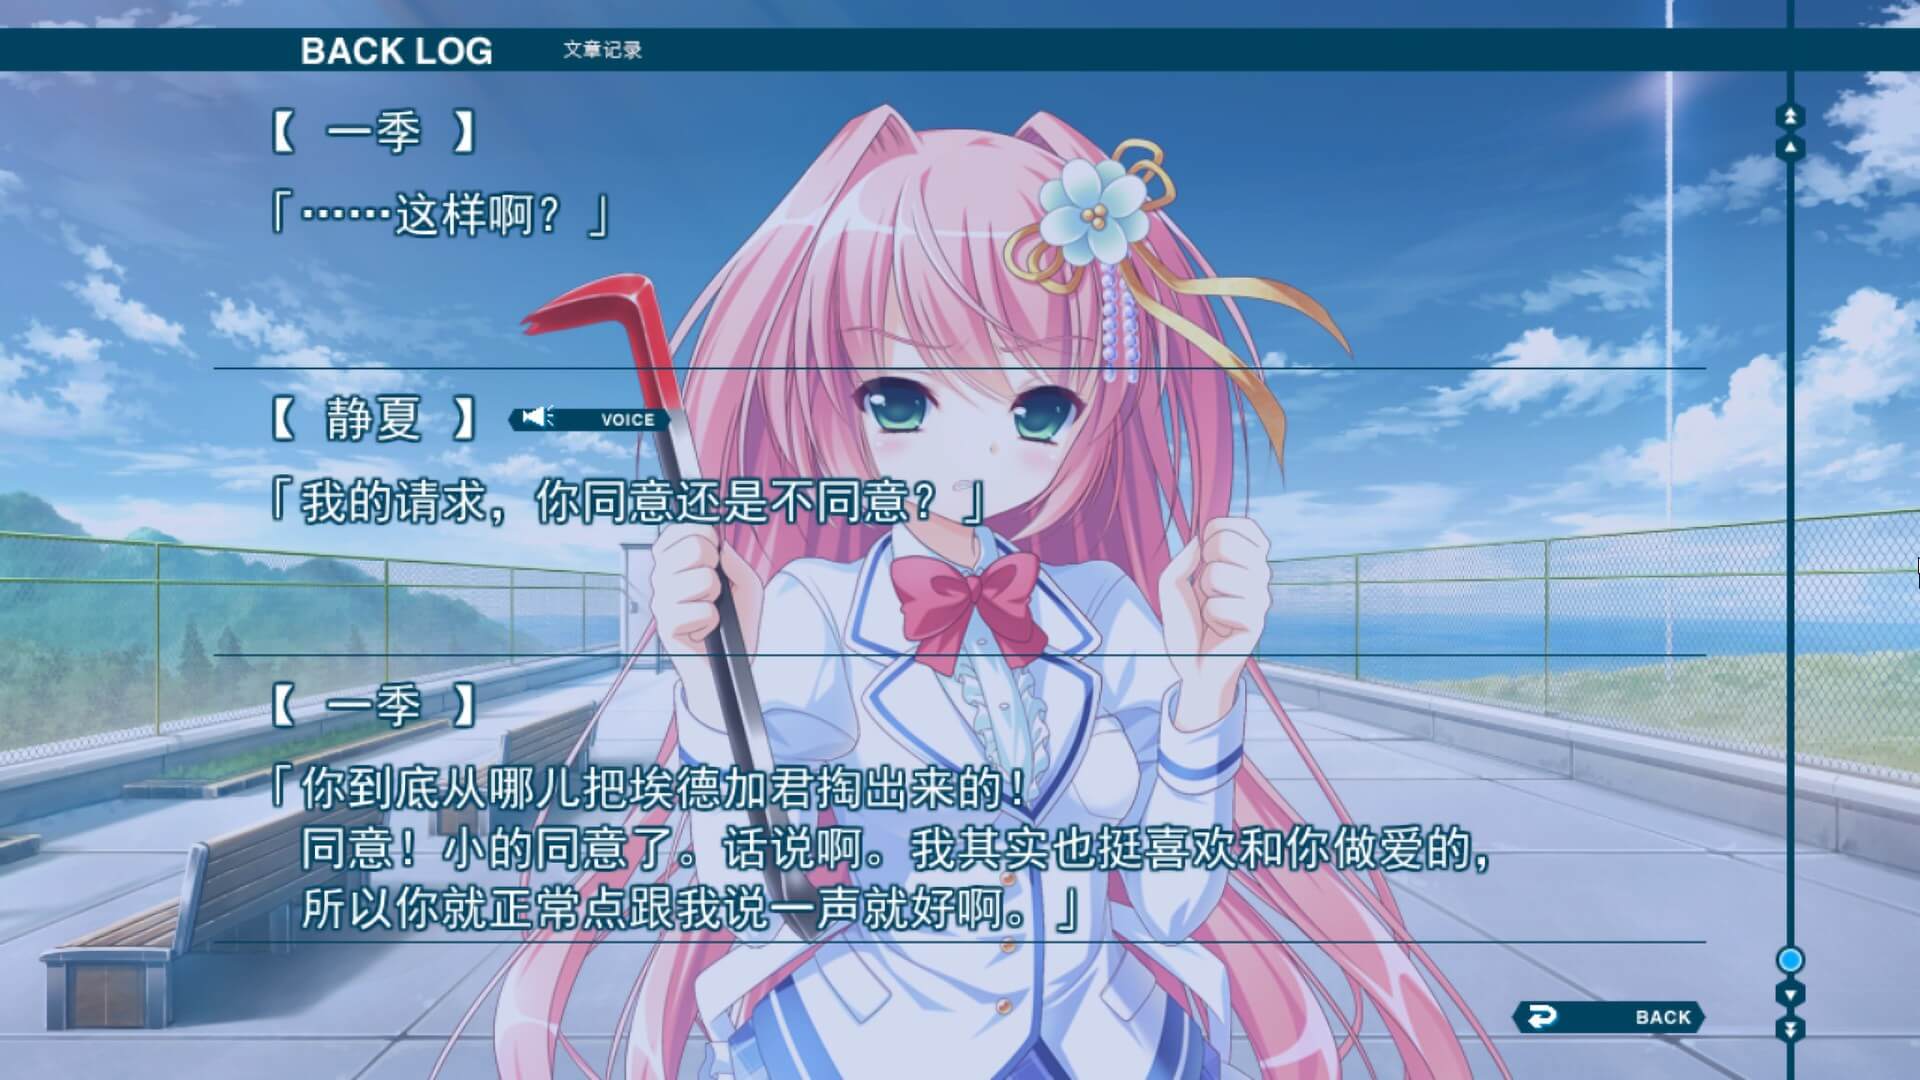 BACK LOG 文章记录
【 一季 】
「……这样啊？」
【 静夏 】 VOICE
「我的请求，你同意还是不同意？」
【 一季 】
「你到底从哪儿把埃德加君掏出来的！
同意！小的同意了。话说啊。我其实也挺喜欢和你做爱的，
所以你就正常点跟我说一声就好啊。」
BACK